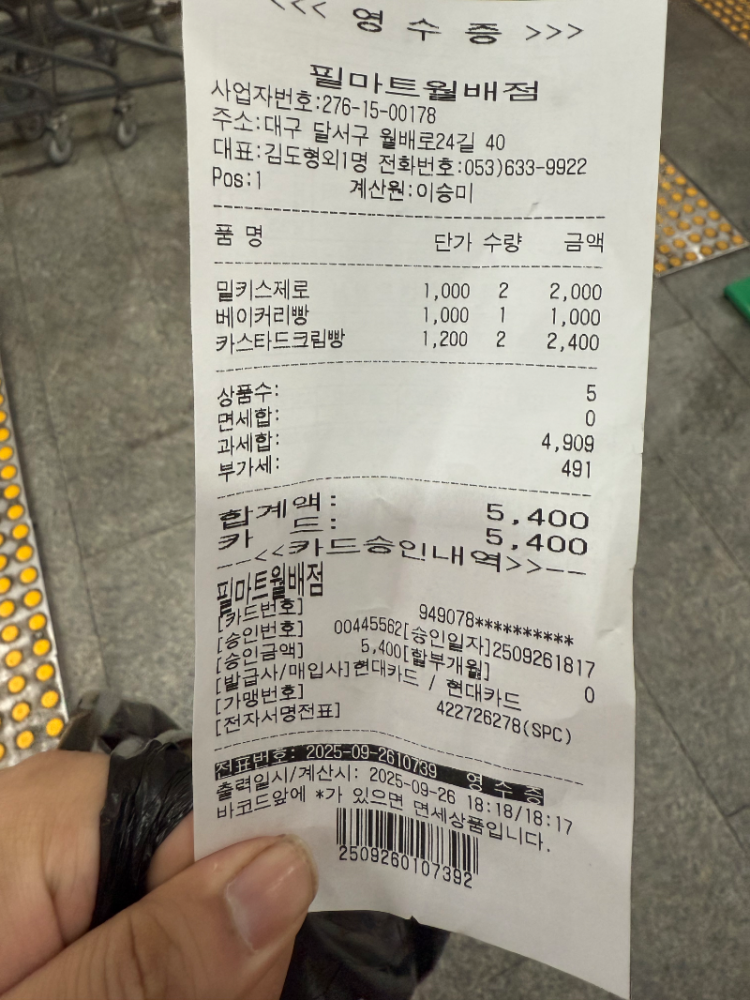 <<< 영 수 증 >>>
필마트월배점
사업자번호:276-15-00178
주소:대구 달서구 월배로24길 40
대표:김도형외1명 전화번호:053)633-9922
Pos:1 계산원:이승미
품 명 단가 수량 금액
밀키스제로 1,000 2 2,000
베이커리빵 1,000 1 1,000
카스타드크림빵 1,200 2 2,400
상품수: 5
면세합: 0
과세합: 4,909
부가세: 491
합계액: 5,400
카 드: 5,400
--<<카드승인내역>>--
필마트월배점
[카드번호] 949078**********
[승인번호] 00445562[승인일자]2509261817
[승인금액] 5,400[할부개월] 0
[발급사/매입사]현대카드 / 현대카드
[가맹번호] 422726278(SPC)
[전자서명전표]
전표번호: 2025-09-2610739 영 수 증
출력일시/계산시: 2025-09-26 18:18/18:17
바코드앞에 *가 있으면 면세상품입니다.
2509260107392